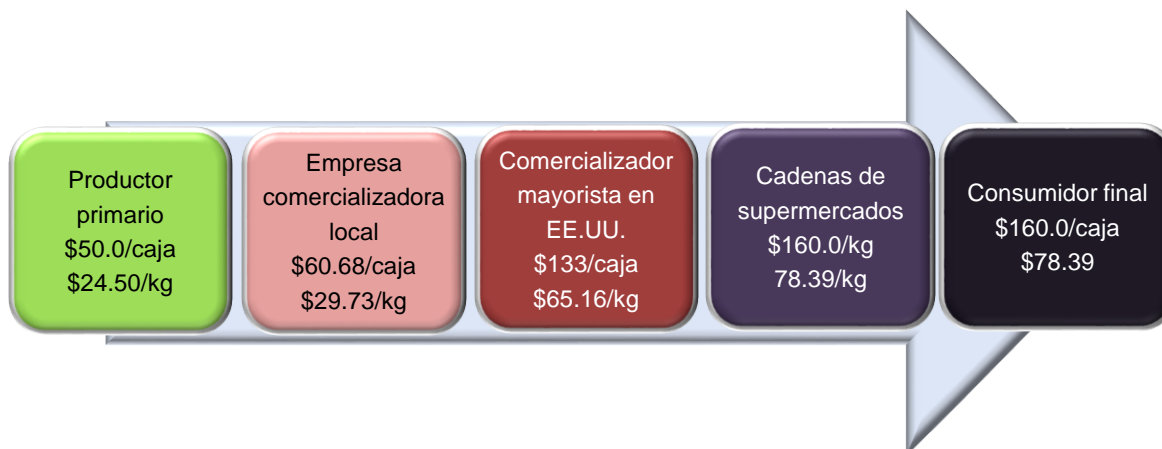 Productor
primario
$50.0/caja
$24.50/kg
Empresa
comercializadora
local
$60.68/caja
$29.73/kg
Comercializador
mayorista en
EE.UU.
$133/caja
$65.16/kg
Cadenas de
supermercados
$160.0/kg
78.39/kg
Consumidor final
$160.0/caja
$78.39